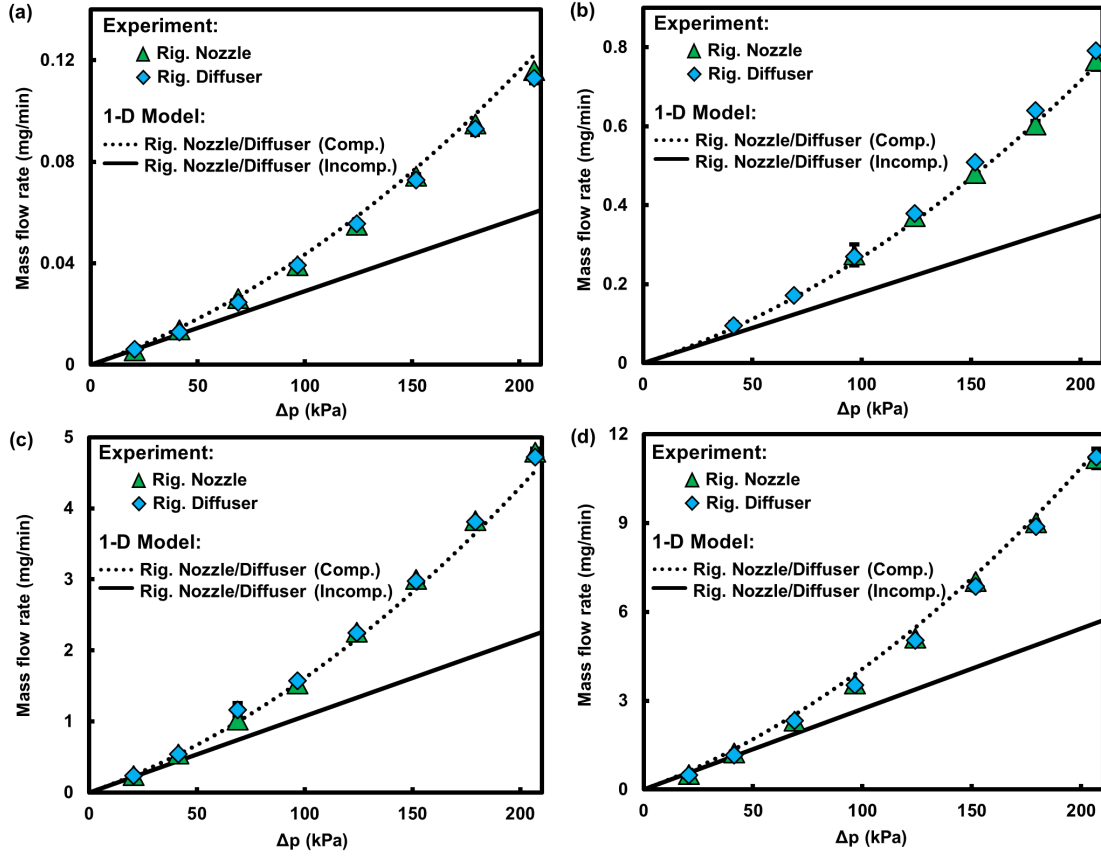 (a)
Experiment:
Rig. Nozzle
Rig. Diffuser
1-D Model:
Rig. Nozzle/Diffuser (Comp.)
Rig. Nozzle/Diffuser (Incomp.)
Mass flow rate (mg/min)
0.12
0.08
0.04
0
0 50 100 150 200
Δp (kPa)
(b)
Experiment:
Rig. Nozzle
Rig. Diffuser
1-D Model:
Rig. Nozzle/Diffuser (Comp.)
Rig. Nozzle/Diffuser (Incomp.)
Mass flow rate (mg/min)
0.8
0.6
0.4
0.2
0
0 50 100 150 200
Δp (kPa)
(c)
Experiment:
Rig. Nozzle
Rig. Diffuser
1-D Model:
Rig. Nozzle/Diffuser (Comp.)
Rig. Nozzle/Diffuser (Incomp.)
Mass flow rate (mg/min)
5
4
3
2
1
0
0 50 100 150 200
Δp (kPa)
(d)
Experiment:
Rig. Nozzle
Rig. Diffuser
1-D Model:
Rig. Nozzle/Diffuser (Comp.)
Rig. Nozzle/Diffuser (Incomp.)
Mass flow rate (mg/min)
12
9
6
3
0
0 50 100 150 200
Δp (kPa)